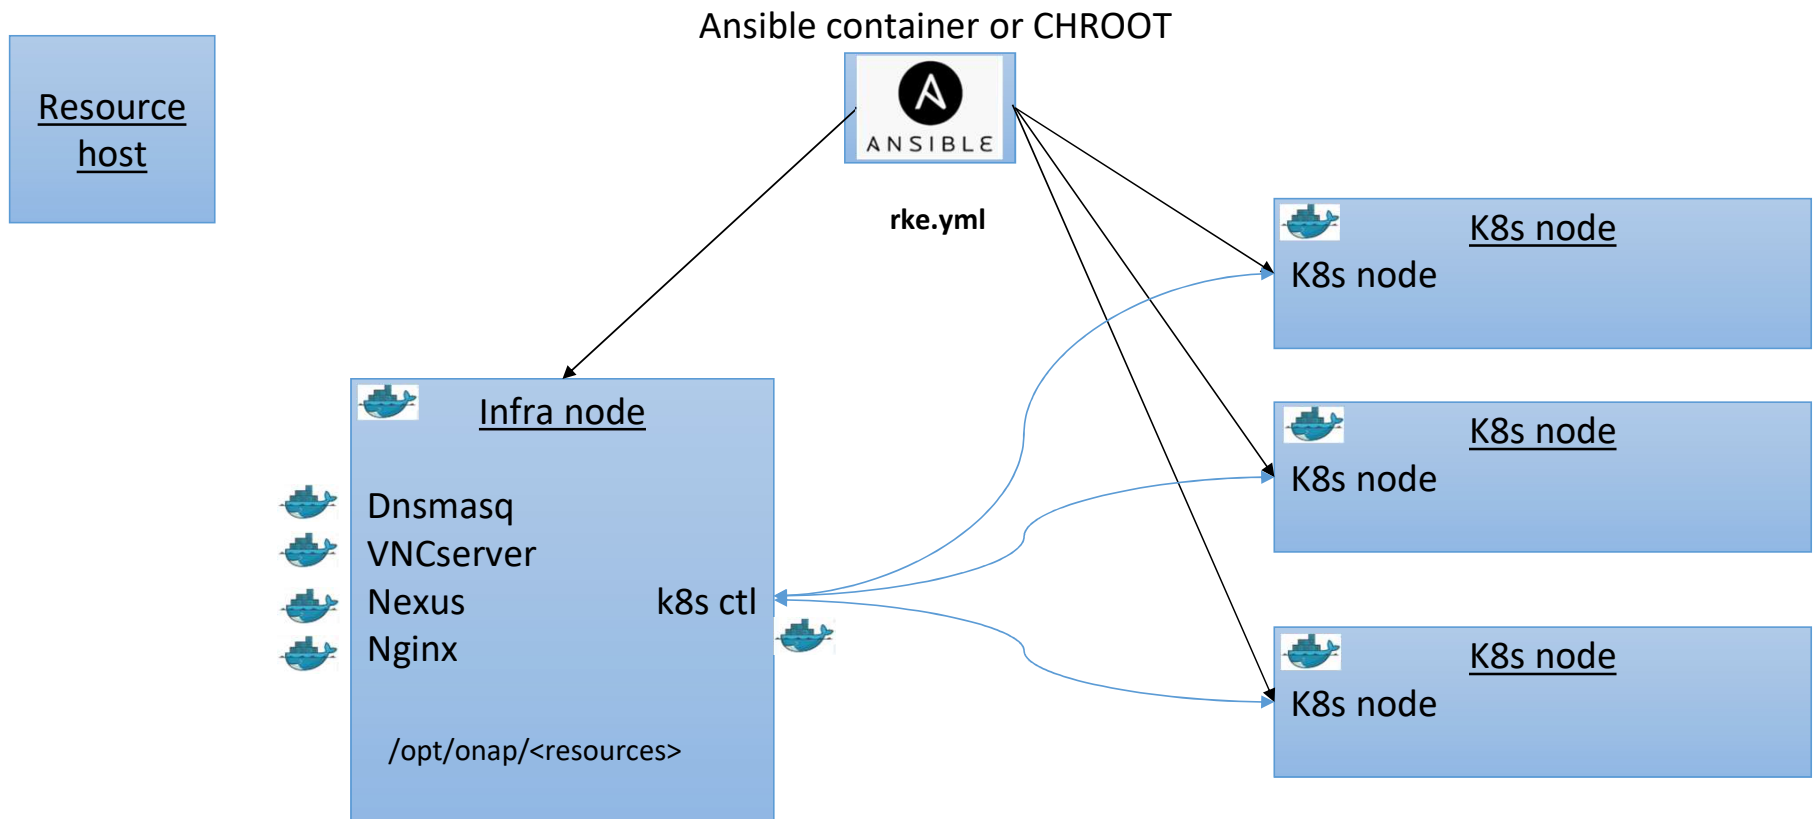 Ansible container or CHROOT
Resource
host
ANSIBLE
rke.yml
K8s node
K8s node
Infra node
Dnsmasq
VNCserver
Nexus
k8s ctl
Nginx
/opt/onap/<resources>
K8s node
K8s node
K8s node
K8s node